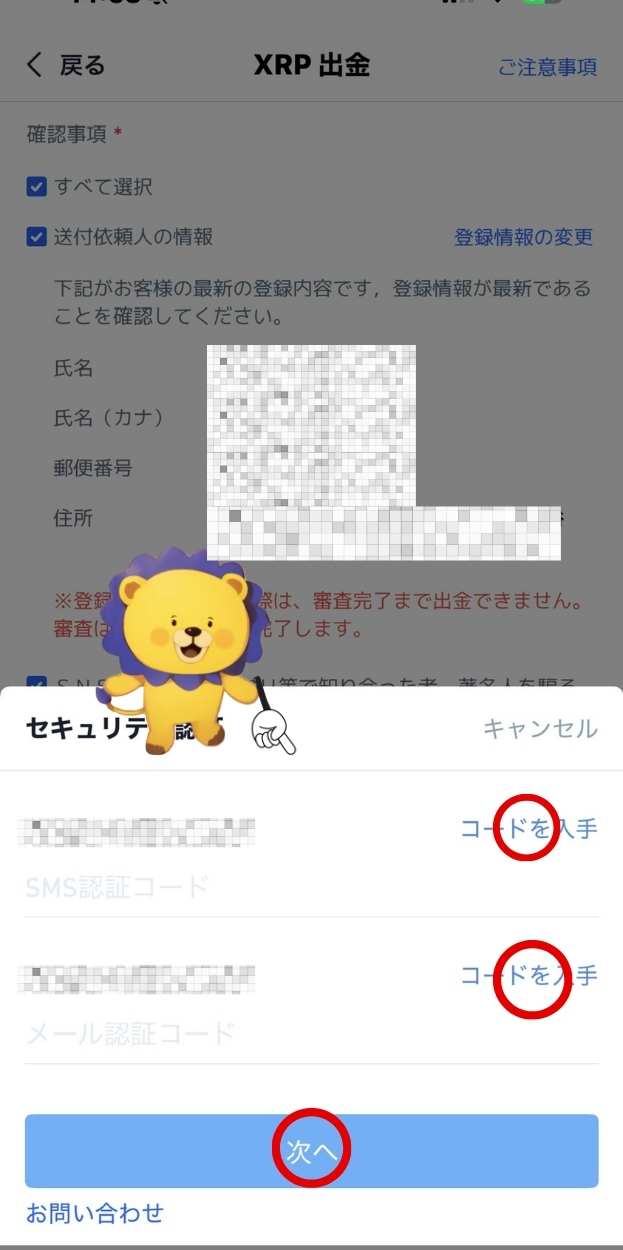 戻る
XRP 出金
ご注意事項
確認事項 *
すべて選択
送付依頼人の情報
登録情報の変更
下記がお客様の最新の登録内容です，登録情報が最新である
ことを確認してください。
氏名
氏名（カナ）
郵便番号
住所
※登録 際は、審査完了まで出金できません。
審査は 完了します。
等で知り合った者、著名人を騙る
セキュリテ 認証
キャンセル
コードを入手
SMS認証コード
コードを入手
メール認証コード
次へ
お問い合わせ